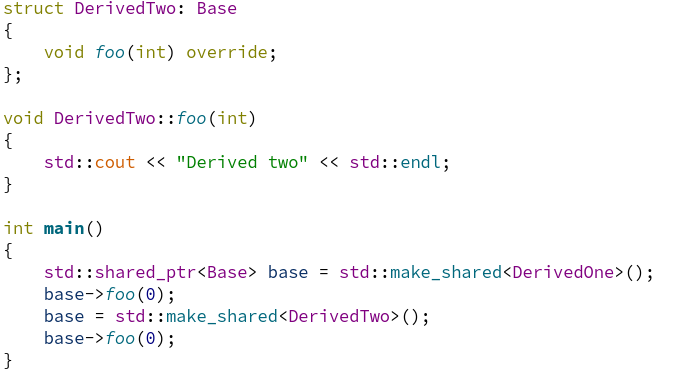 struct DerivedTwo: Base
{
    void foo(int) override;
};

void DerivedTwo::foo(int)
{
    std::cout << "Derived two" << std::endl;
}

int main()
{
    std::shared_ptr<Base> base = std::make_shared<DerivedOne>();
    base->foo(0);
    base = std::make_shared<DerivedTwo>();
    base->foo(0);
}